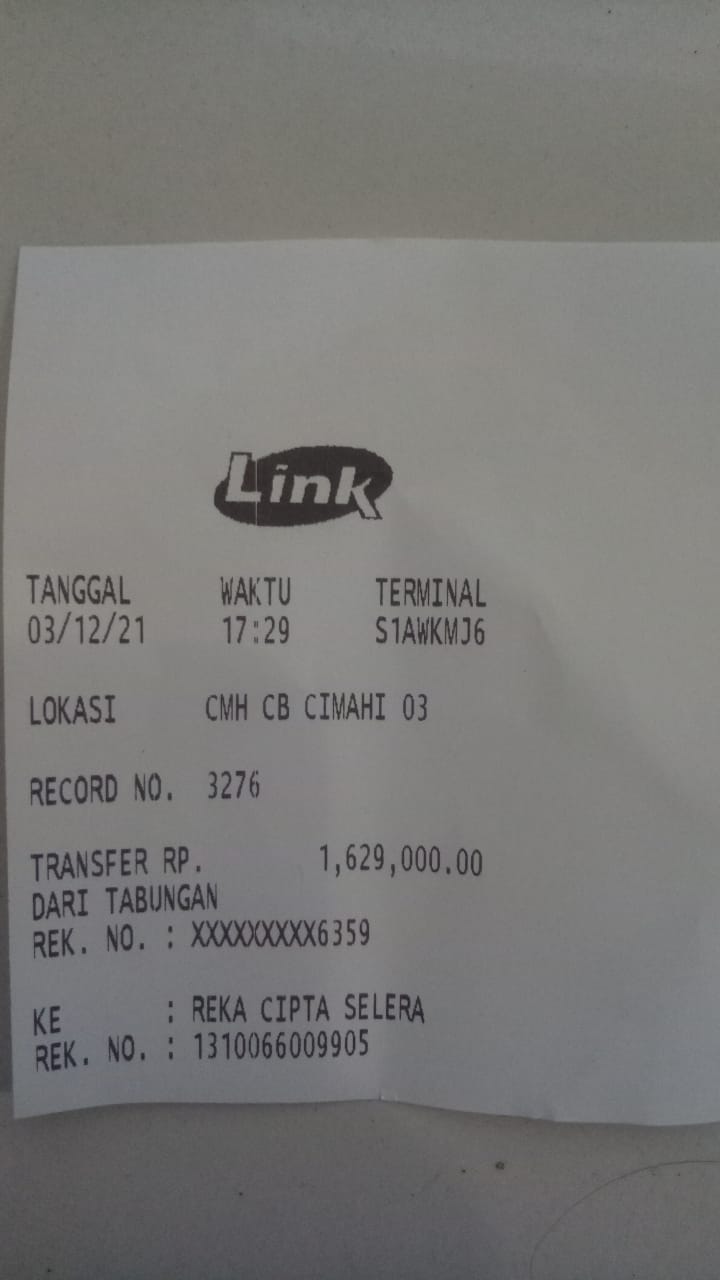 Link
TANGGAL WAKTU TERMINAL
03/12/21 17:29 S1AWKMJ6
LOKASI CMH CB CIMAHI 03
RECORD NO. 3276
TRANSFER RP. 1,629,000.00
DARI TABUNGAN
REK. NO. : XXXXXXXXX6359
KE : REKA CIPTA SELERA
REK. NO. : 1310066009905